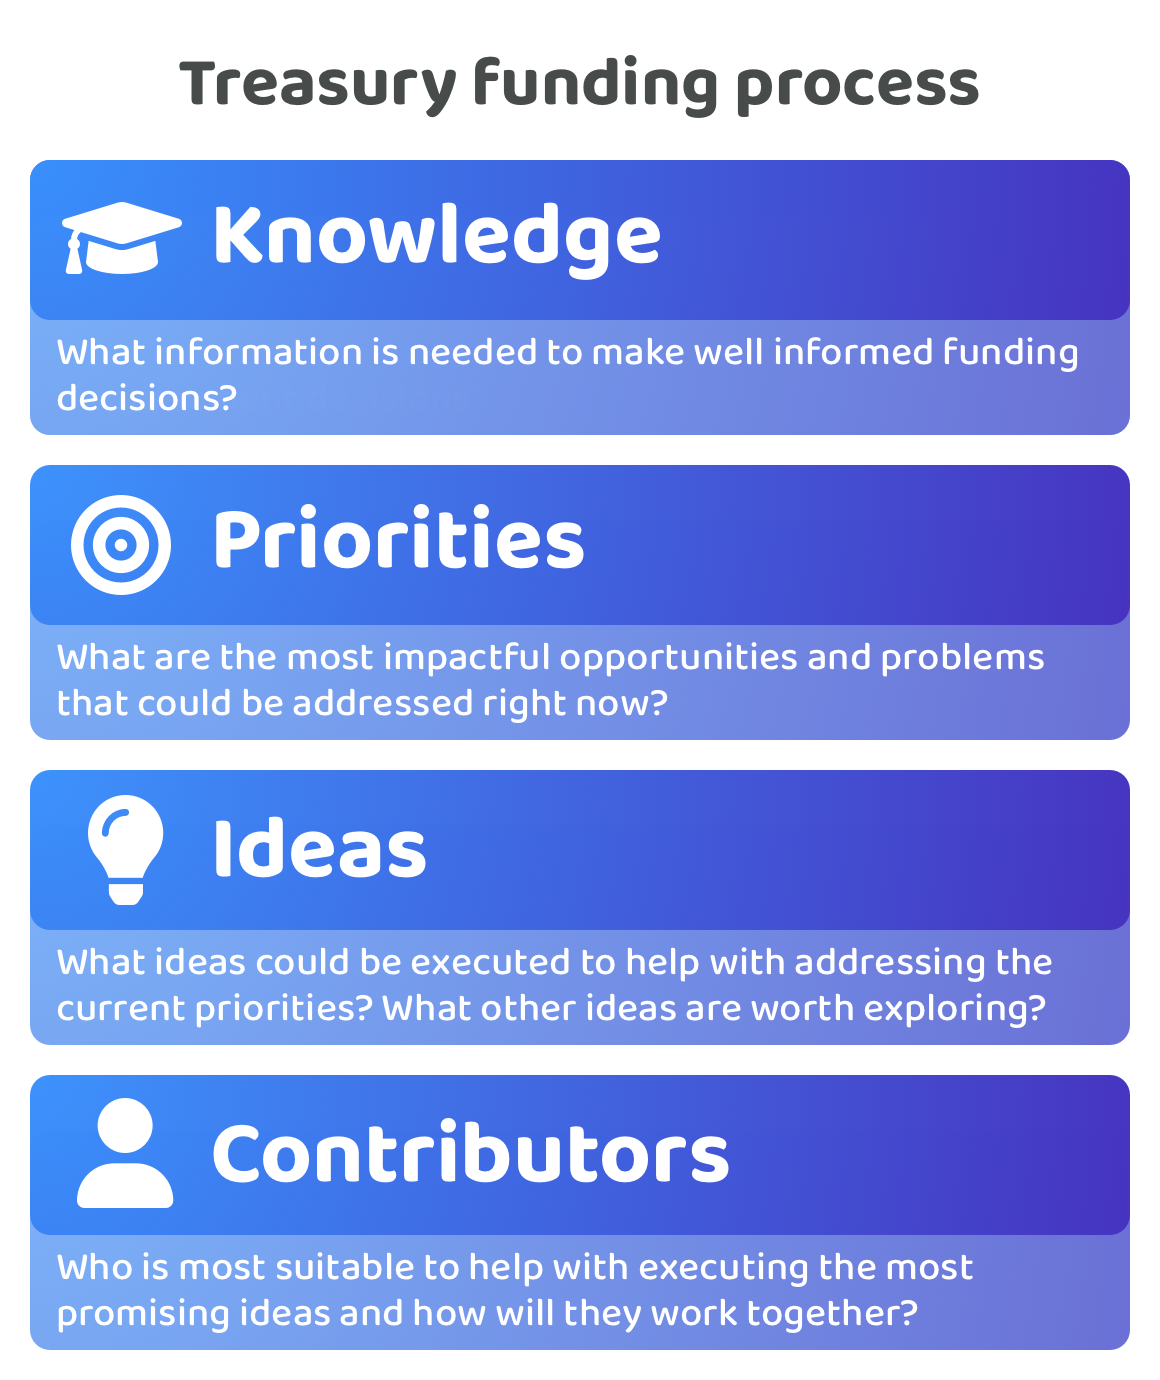 Treasury funding process
Knowledge
What information is needed to make well informed funding
decisions?
Priorities
What are the most impactful opportunities and problems
that could be addressed right now?
Ideas
What ideas could be executed to help with addressing the
current priorities? What other ideas are worth exploring?
Contributors
Who is most suitable to help with executing the most
promising ideas and how will they work together?